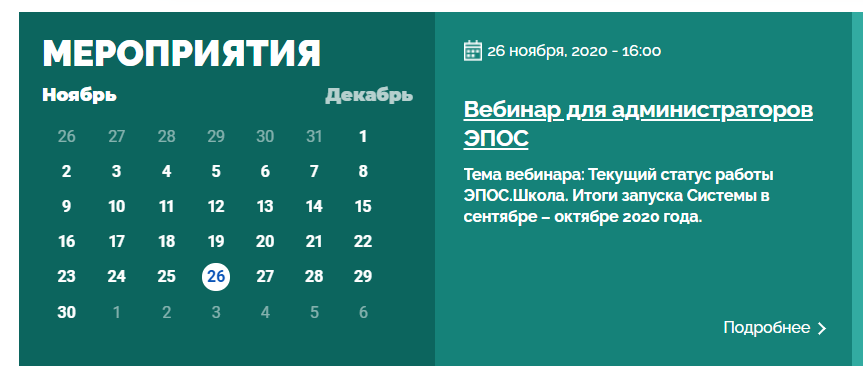 МЕРОПРИЯТИЯ
Ноябрь Декабрь
26 27 28 29 30 31 1
2 3 4 5 6 7 8
9 10 11 12 13 14 15
16 17 18 19 20 21 22
23 24 25 26 27 28 29
30 1 2 3 4 5 6
26 ноября, 2020 - 16:00
Вебинар для администраторов
ЭПОС
Тема вебинара: Текущий статус работы
ЭПОС.Школа. Итоги запуска Системы в
сентябре – октябре 2020 года.
Подробнее